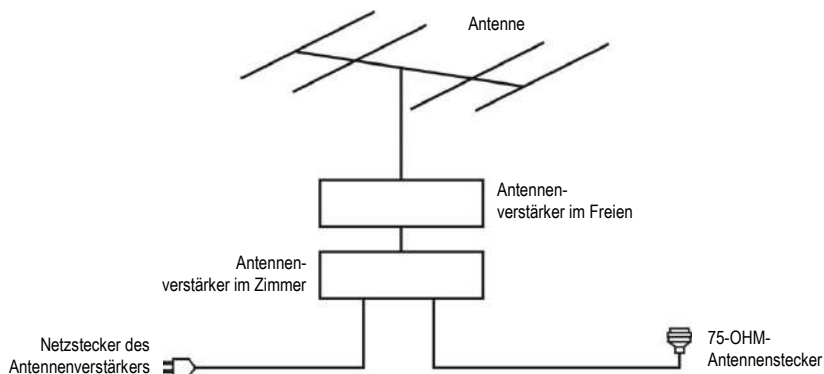 Antenne
Antennen-
verstärker im Freien
Antennen-
verstärker im Zimmer
Netzstecker des
Antennenverstärkers
75-OHM-
Antennenstecker